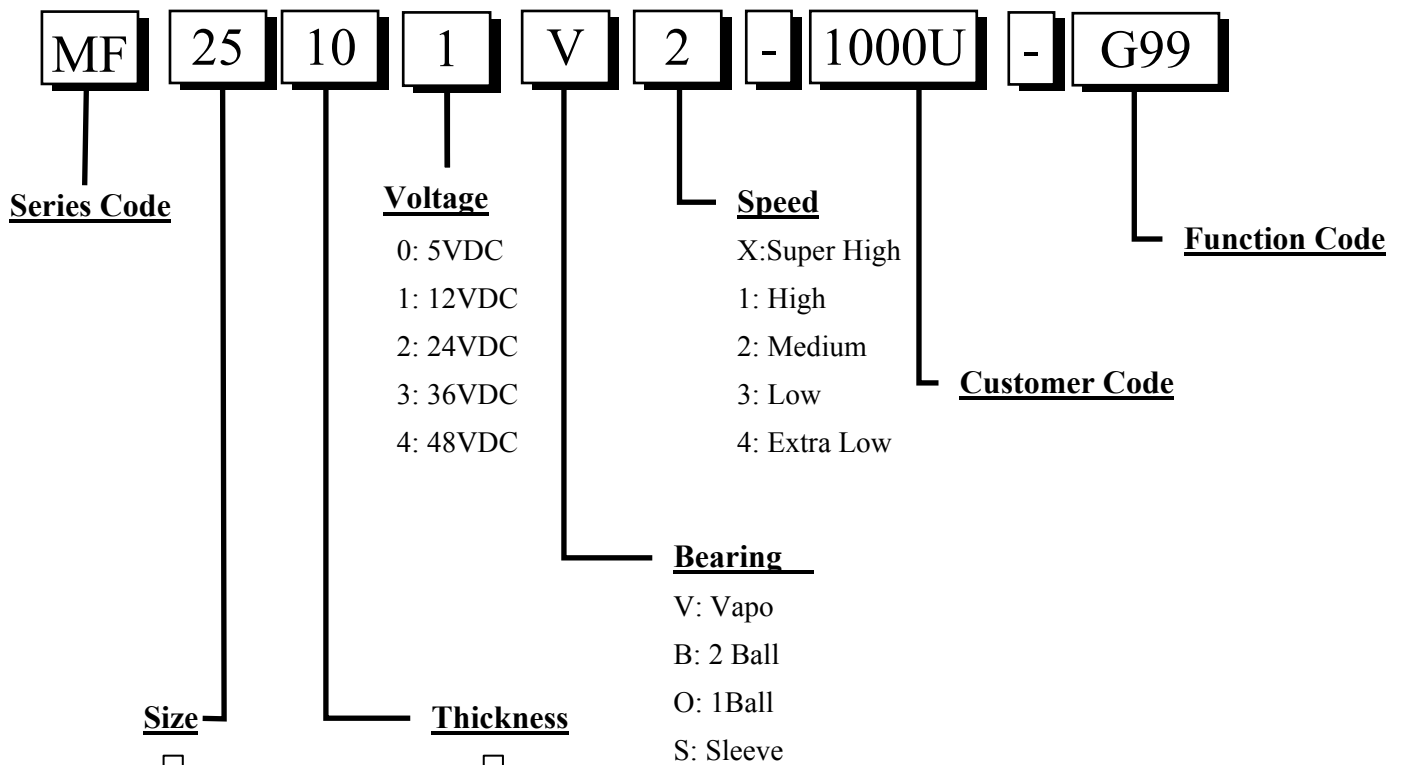 MF 25 10 1 V 2 - 1000U - G99
Series Code
Voltage
0: 5VDC
1: 12VDC
2: 24VDC
3: 36VDC
4: 48VDC
Speed
X:Super High
1: High
2: Medium
3: Low
4: Extra Low
Function Code
Customer Code
Bearing
V: Vapo
B: 2 Ball
O: 1Ball
S: Sleeve
Size
Thickness